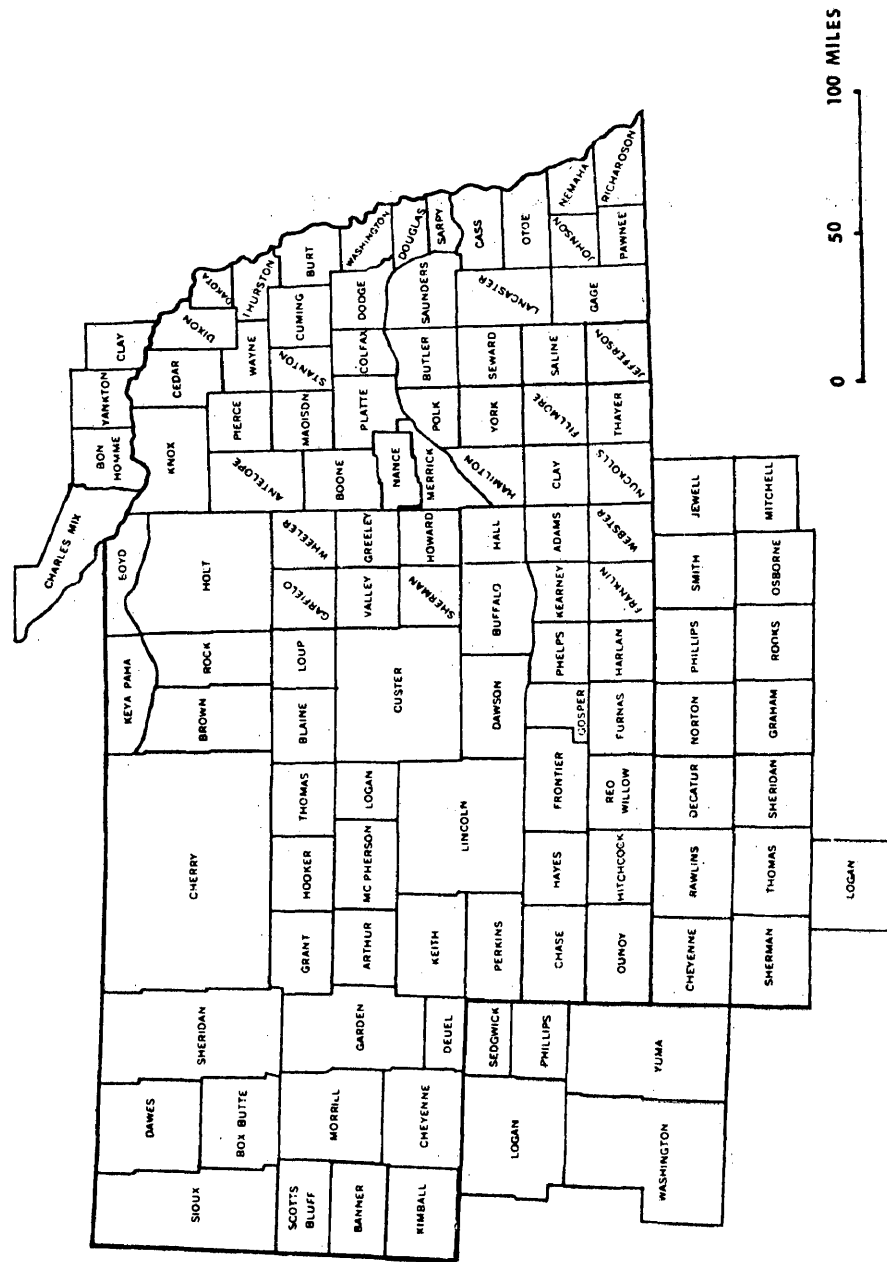 CHARLES MIX
BON
HOMME
YANKTON
CLAY
SIOUX
DAWES
SHERIDAN
CHERRY
KEYA PAHA
BOYD
BROWN
ROCK
HOLT
KNOX
CEDAR
DIXON
DAKOTA
BOX BUTTE
ANTELOPE
PIERCE
WAYNE
THURSTON
SCOTTS
BLUFF
MORRILL
GARDEN
GRANT
HOOKER
THOMAS
BLAINE
LOUP
GARFIELD
WHEELER
MADISON
STANTON
CUMING
BURT
BANNER
ARTHUR
MC PHERSON
LOGAN
CUSTER
VALLEY
GREELEY
BOONE
PLATTE
COLFAX
DODGE
WASHINGTON
KIMBALL
CHEYENNE
DEUEL
KEITH
LINCOLN
SHERMAN
HOWARD
NANCE
MERRICK
POLK
BUTLER
SAUNDERS
DOUGLAS
SARPY
PERKINS
DAWSON
BUFFALO
HALL
HAMILTON
YORK
SEWARD
LANCASTER
CASS
OTOE
LOGAN
SEDGWICK
PHILLIPS
CHASE
HAYES
FRONTIER
GOSPER
PHELPS
KEARNEY
ADAMS
CLAY
FILLMORE
SALINE
GAGE
JOHNSON
NEMAHA
DUNDY
HITCHCOCK
RED
WILLOW
FURNAS
HARLAN
FRANKLIN
WEBSTER
NUCKOLLS
THAYER
JEFFERSON
PAWNEE
RICHARDSON
WASHINGTON
YUMA
CHEYENNE
RAWLINS
DECATUR
NORTON
PHILLIPS
SMITH
JEWELL
SHERMAN
THOMAS
SHERIDAN
GRAHAM
ROOKS
OSBORNE
MITCHELL
LOGAN
0 50 100 MILES